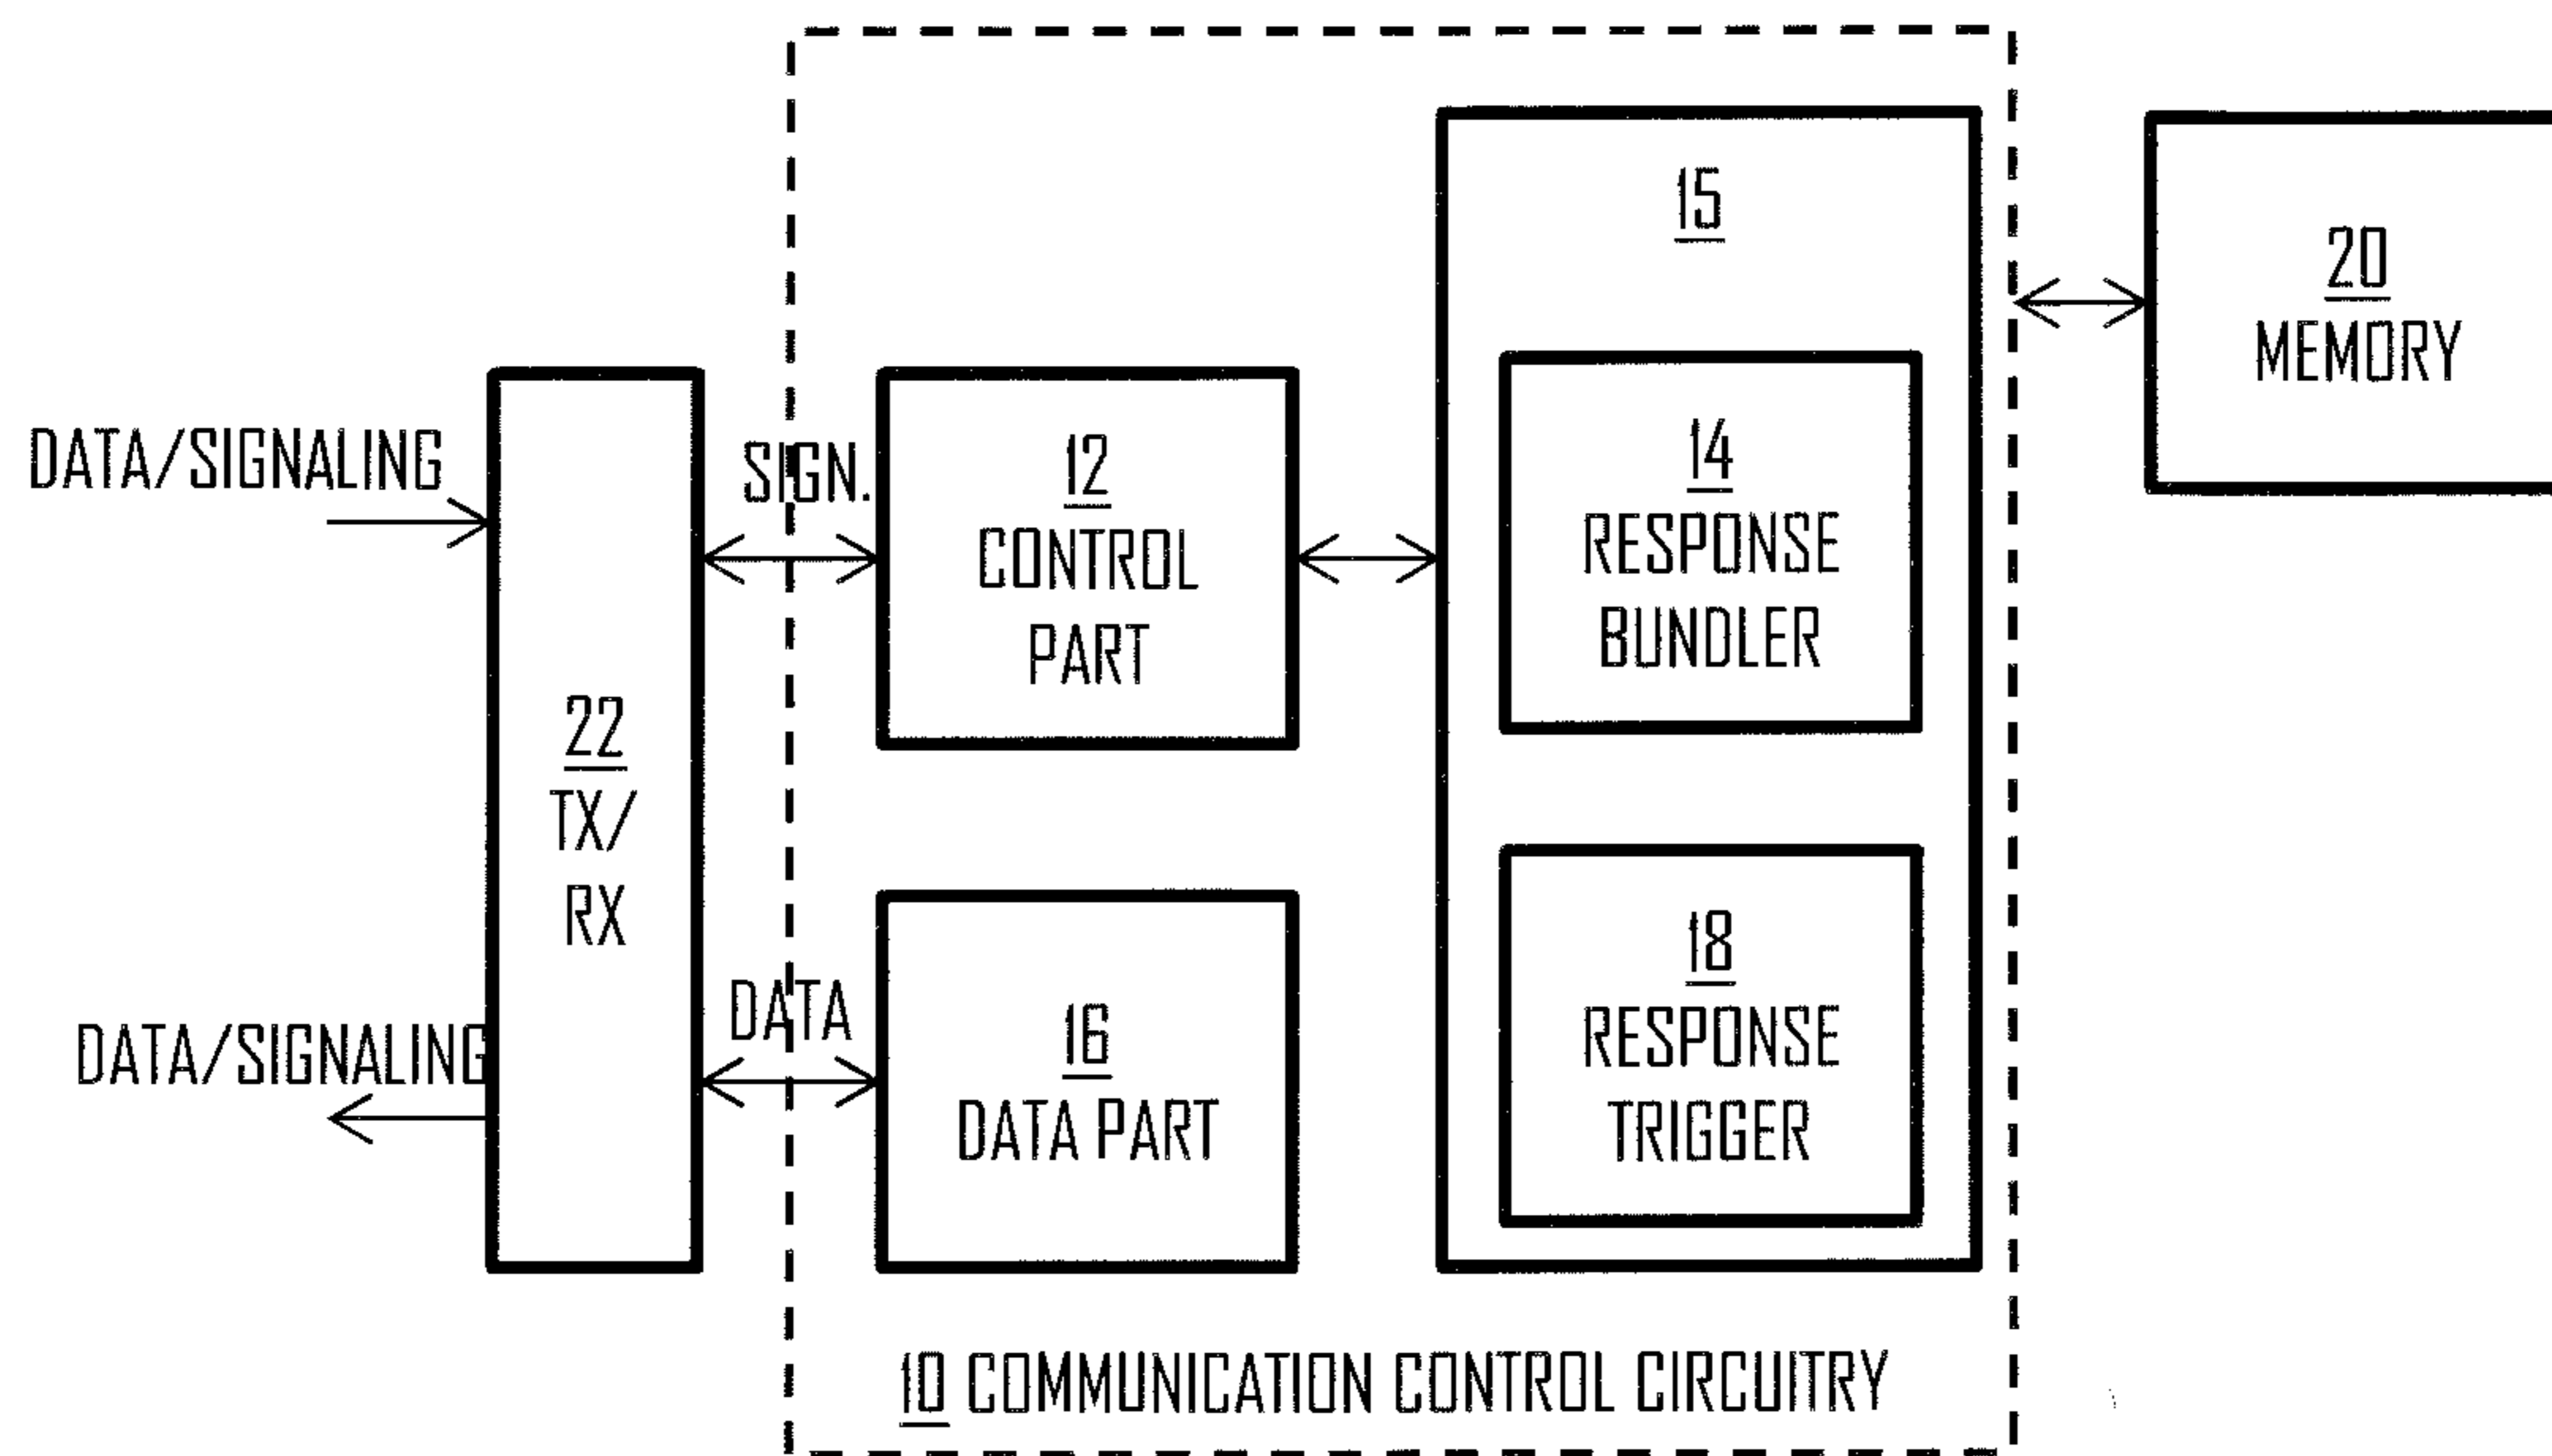 DATA/SIGNALING
DATA/SIGNALING
22
TX/
RX
SIGN.
DATA
12
CONTROL
PART
16
DATA PART
15
14
RESPONSE
BUNDLER
18
RESPONSE
TRIGGER
20
MEMORY
10 COMMUNICATION CONTROL CIRCUITRY